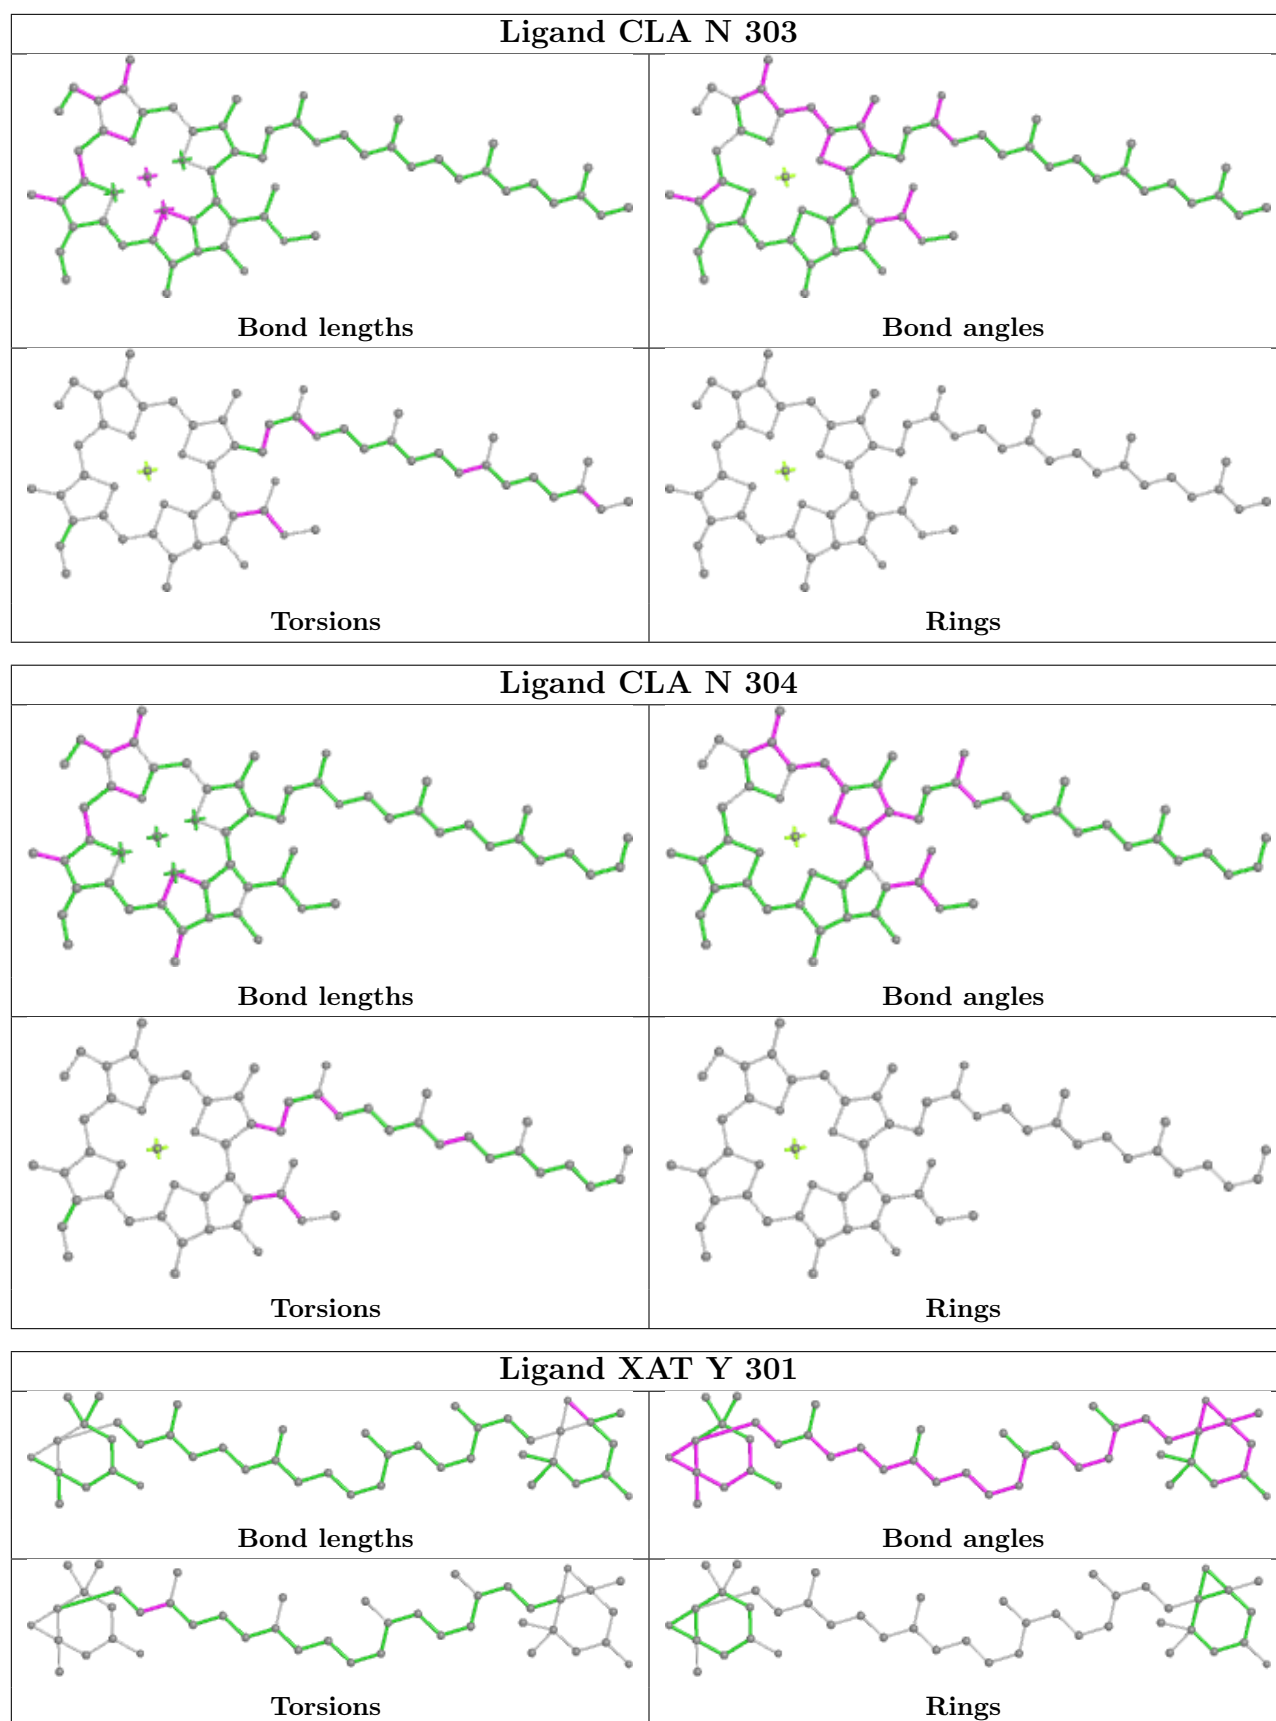 Ligand CLA N 303
Bond lengths
Bond angles
Torsions
Rings
Ligand CLA N 304
Bond lengths
Bond angles
Torsions
Rings
Ligand XAT Y 301
Bond lengths
Bond angles
Torsions
Rings